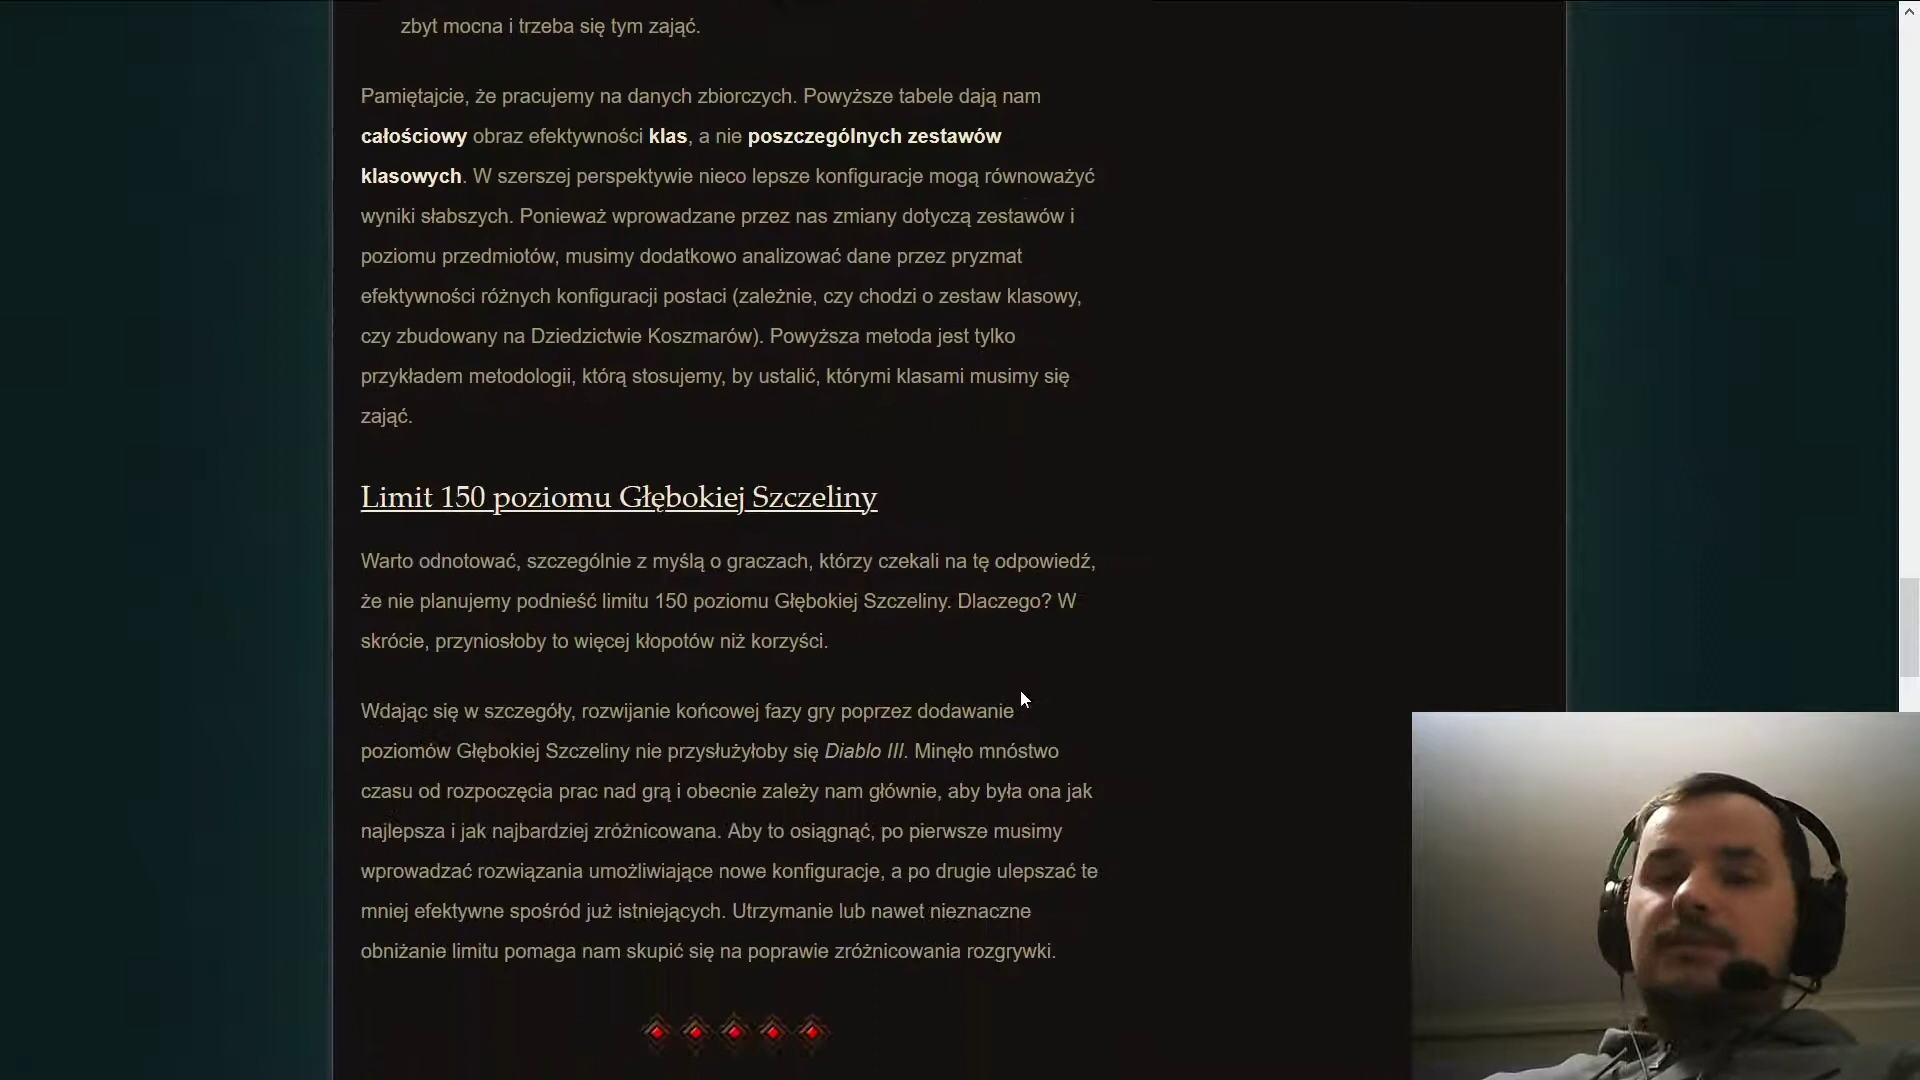 zbyt mocna i trzeba się tym zająć.
Pamiętajcie, że pracujemy na danych zbiorczych. Powyższe tabele dają nam
całościowy obraz efektywności klas, a nie poszczególnych zestawów
klasowych. W szerszej perspektywie nieco lepsze konfiguracje mogą równoważyć
wyniki słabszych. Ponieważ wprowadzane przez nas zmiany dotyczą zestawów i
poziomu przedmiotów, musimy dodatkowo analizować dane przez pryzmat
efektywności różnych konfiguracji postaci (zależnie, czy chodzi o zestaw klasowy,
czy zbudowany na Dziedzictwie Koszmarów). Powyższa metoda jest tylko
przykładem metodologii, którą stosujemy, by ustalić, którymi klasami musimy się
zająć.
Limit 150 poziomu Głębokiej Szczeliny
Warto odnotować, szczególnie z myślą o graczach, którzy czekali na tę odpowiedź,
że nie planujemy podnieść limitu 150 poziomu Głębokiej Szczeliny. Dlaczego? W
skrócie, przyniosłoby to więcej kłopotów niż korzyści.
Wdając się w szczegóły, rozwijanie końcowej fazy gry poprzez dodawanie
poziomów Głębokiej Szczeliny nie przysłużyłoby się Diablo III. Minęło mnóstwo
czasu od rozpoczęcia prac nad grą i obecnie zależy nam głównie, aby była ona jak
najlepsza i jak najbardziej zróżnicowana. Aby to osiągnąć, po pierwsze musimy
wprowadzać rozwiązania umożliwiające nowe konfiguracje, a po drugie ulepszać te
mniej efektywne spośród już istniejących. Utrzymanie lub nawet nieznaczne
obniżanie limitu pomaga nam skupić się na poprawie zróżnicowania rozgrywki.